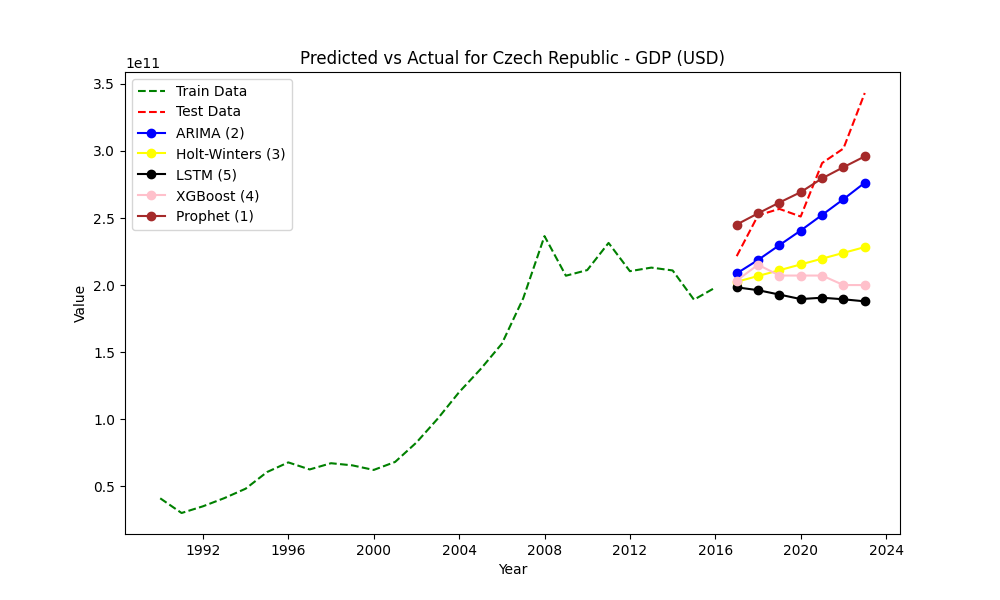 Predicted vs Actual for Czech Republic - GDP (USD)
1e11
3.5
3.0
2.5
2.0
1.5
1.0
0.5
Value
Train Data
Test Data
ARIMA (2)
Holt-Winters (3)
LSTM (5)
XGBoost (4)
Prophet (1)
1992 1996 2000 2004 2008 2012 2016 2020 2024
Year